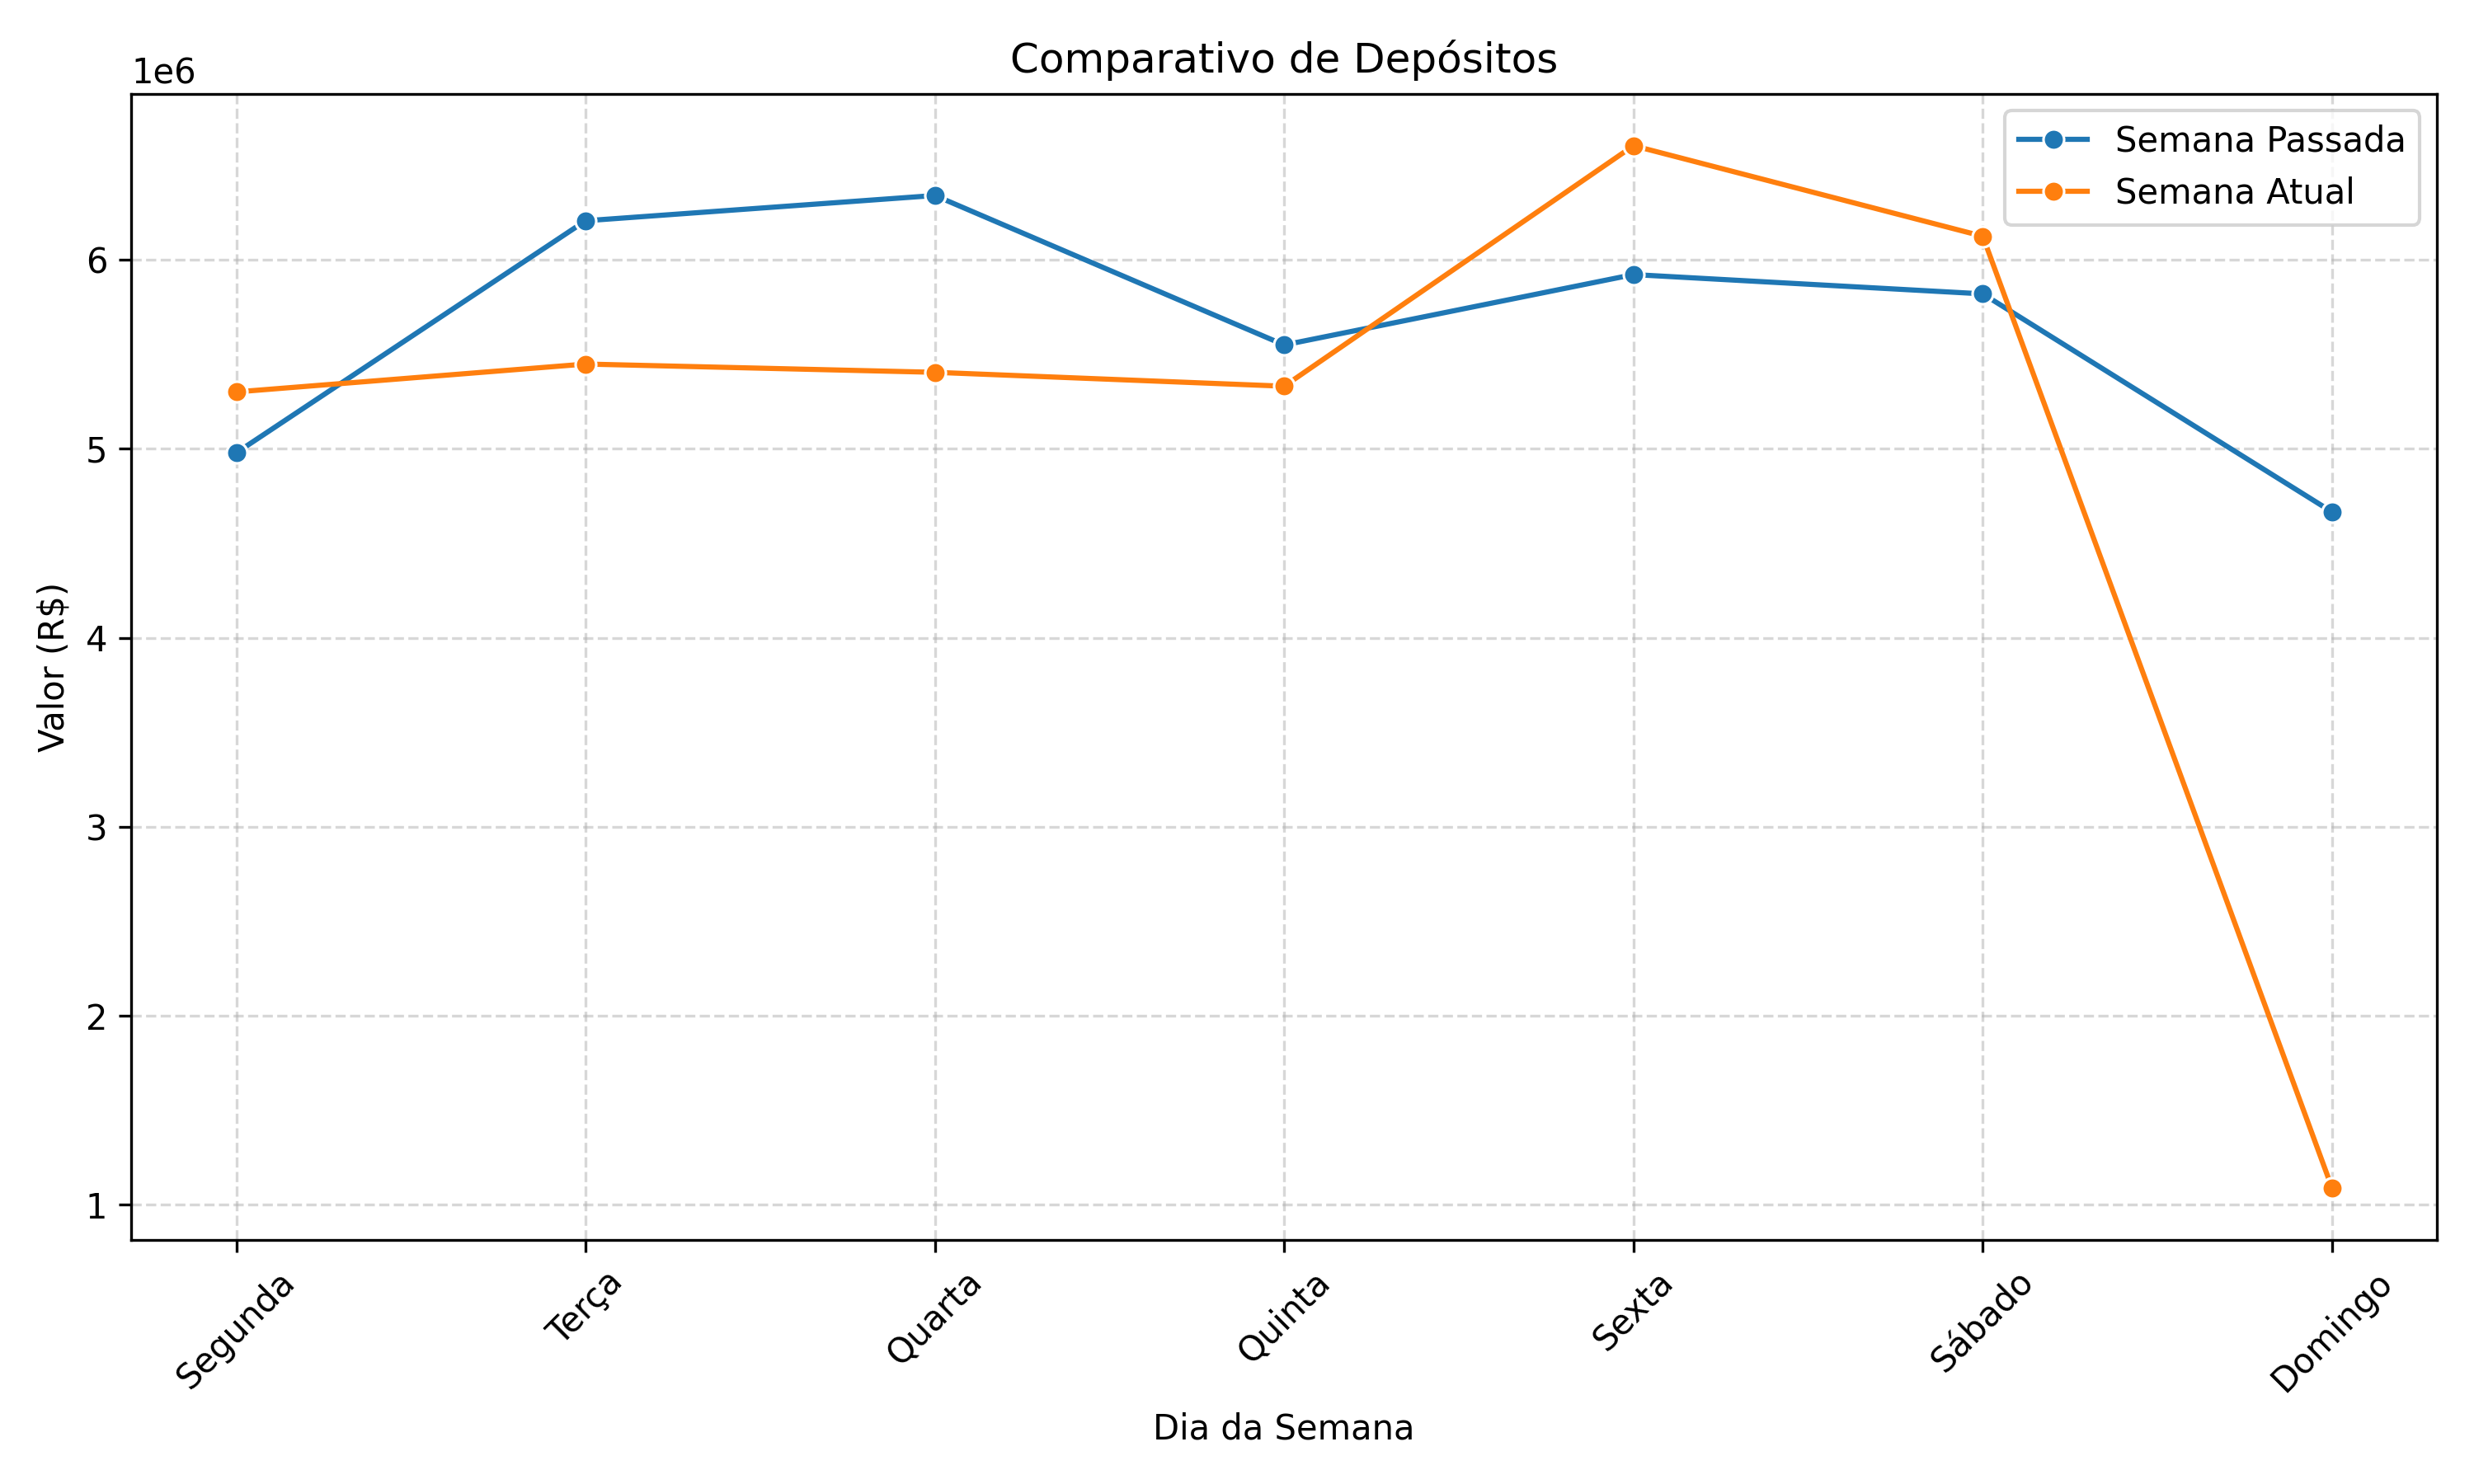 Comparativo de Depósitos
1e6
Semana Passada
Semana Atual
6
5
4
3
2
1
Valor (R$)
Segunda
Terça
Quarta
Quinta
Sexta
Sábado
Domingo
Dia da Semana